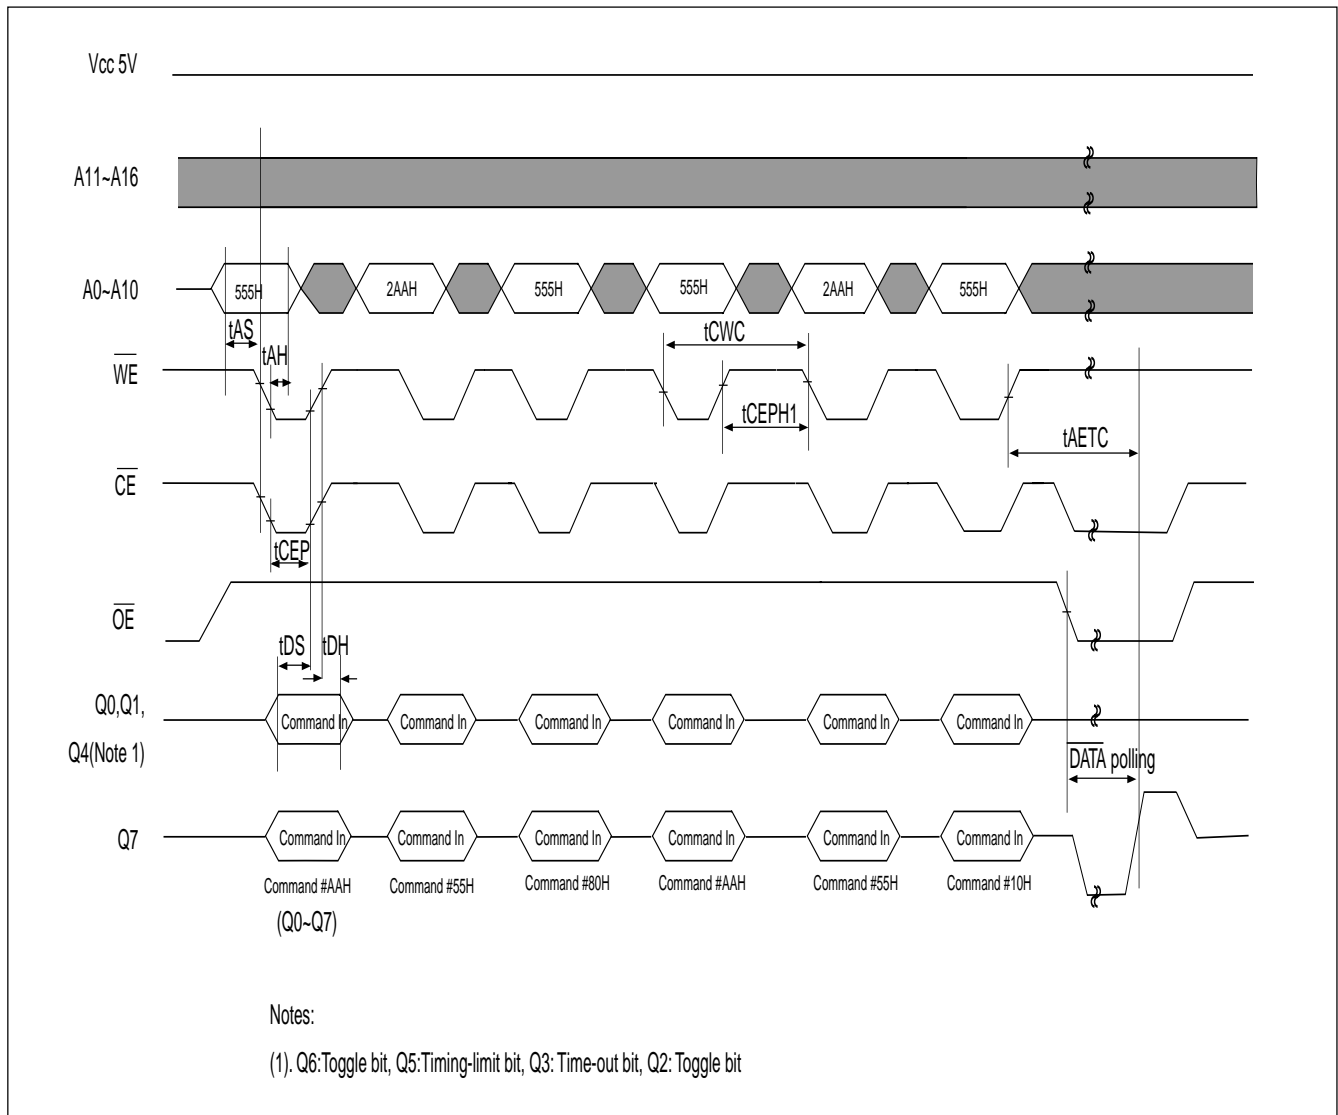 Vcc 5V
A11~A16
A0~A10
555H
2AAH
555H
555H
2AAH
555H
tAS
tAH
tCWC
WE
tCEPH1
tAETC
CE
tCEP
OE
tDS
tDH
Q0,Q1,
Q4(Note 1)
Command In
Command In
Command In
Command In
Command In
Command In
DATA polling
Q7
Command In
Command In
Command In
Command In
Command In
Command In
Command #AAH
Command #55H
Command #80H
Command #AAH
Command #55H
Command #10H
(Q0~Q7)
Notes:
(1). Q6:Toggle bit, Q5:Timing-limit bit, Q3: Time-out bit, Q2: Toggle bit